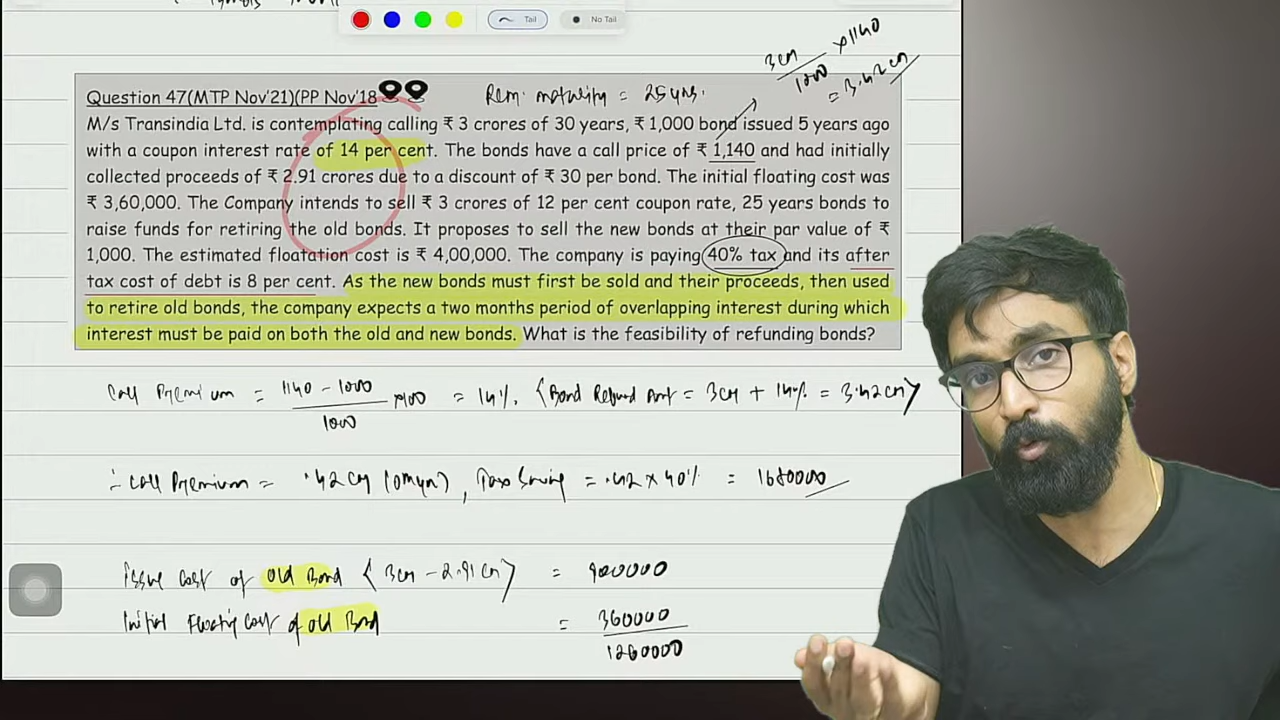 Tail
No Tail
3cr/1000 × 1140
= 3.42 cr
Question 47(MTP Nov'21)(PP Nov'18
Rem. maturity = 25 yrs.
M/s Transindia Ltd. is contemplating calling ₹ 3 crores of 30 years, ₹ 1,000 bond issued 5 years ago
with a coupon interest rate of 14 per cent. The bonds have a call price of ₹ 1,140 and had initially
collected proceeds of ₹ 2.91 crores due to a discount of ₹ 30 per bond. The initial floating cost was
₹ 3,60,000. The Company intends to sell ₹ 3 crores of 12 per cent coupon rate, 25 years bonds to
raise funds for retiring the old bonds. It proposes to sell the new bonds at their par value of ₹
1,000. The estimated floatation cost is ₹ 4,00,000. The company is paying 40% tax and its after
tax cost of debt is 8 per cent. As the new bonds must first be sold and their proceeds, then used
to retire old bonds, the company expects a two months period of overlapping interest during which
interest must be paid on both the old and new bonds. What is the feasibility of refunding bonds?
Call Premium = 1140 - 1000/1000 × 100 = 14%. (Bond Refund Amt = 3cr + 14% = 3.42 cr)
∴ Call Premium = .42 cr, Tax Saving = .42 × 40% = 1680000
Issue Cost of Old Bond (3cr - 2.91 cr) = 900000
Initial Floating Cost of old Bond = 360000
1260000